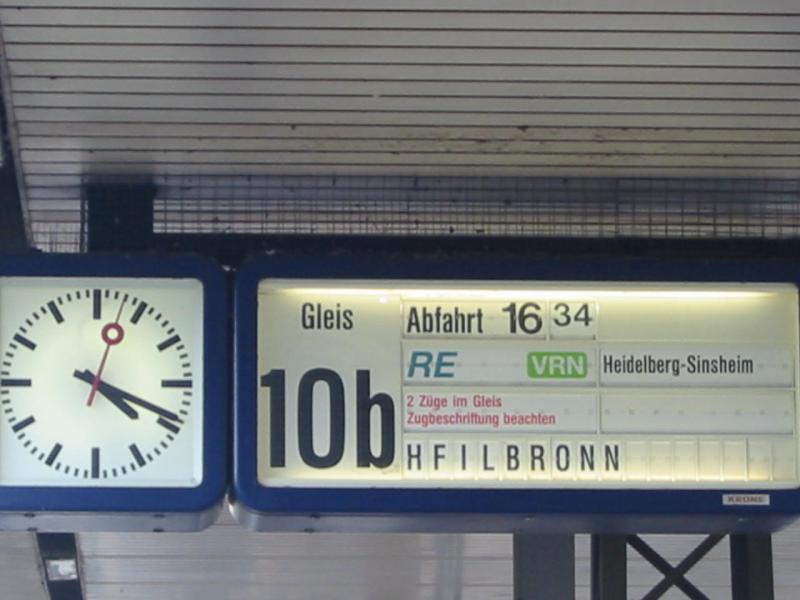 Gleis
10b
Abfahrt 16 34
RE VRN Heidelberg-Sinsheim
2 Züge im Gleis
Zugbeschriftung beachten
HFILBRONN
KRONE